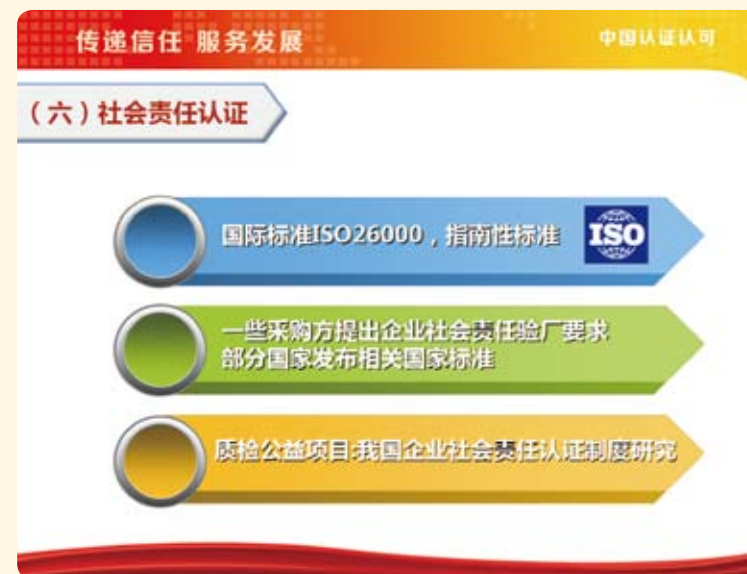 传递信任 服务发展
中国认证认可
（六）社会责任认证
国际标准ISO26000，指南性标准
ISO
一些采购方提出企业社会责任验厂要求
部分国家发布相关国家标准
质检公益项目:我国企业社会责任认证制度研究